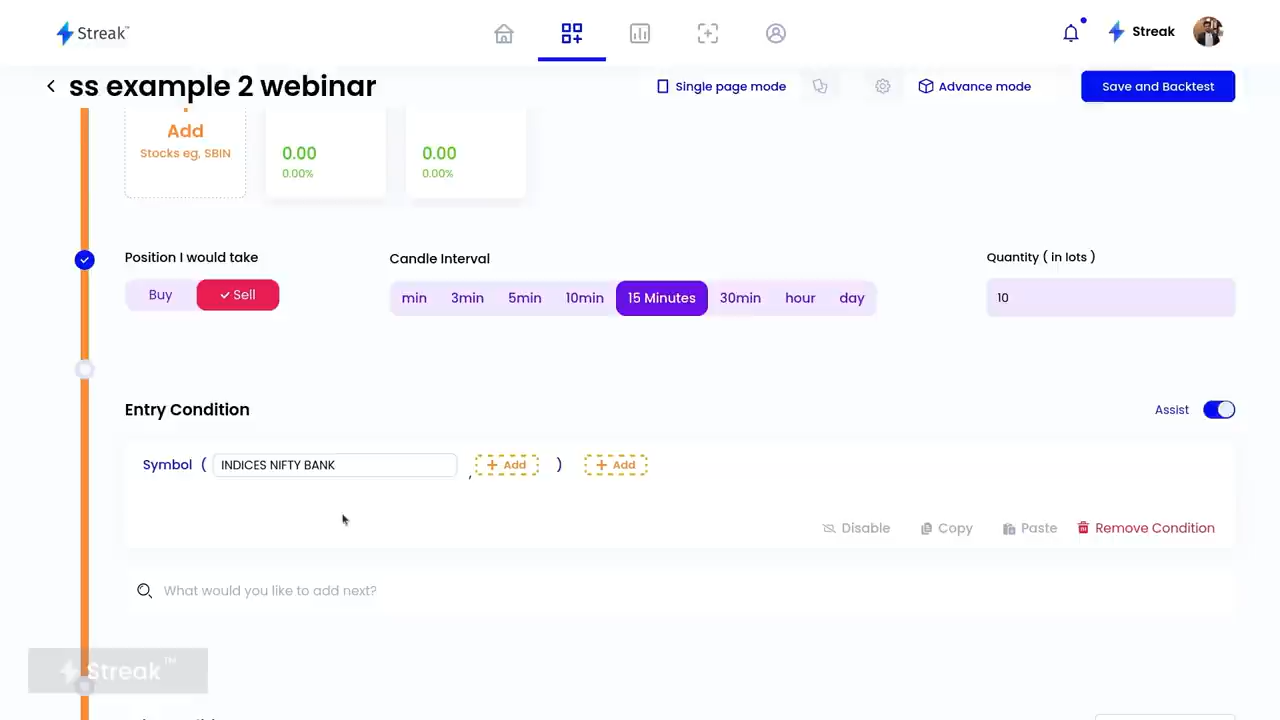 Streak™
Streak
ss example 2 webinar
Single page mode
Advance mode
Save and Backtest
Add
Stocks eg, SBIN
0.00
0.00%
0.00
0.00%
Position I would take
Candle Interval
Quantity ( in lots )
Buy
Sell
min
3min
5min
10min
15 Minutes
30min
hour
day
10
Entry Condition
Assist
Symbol ( INDICES NIFTY BANK , + Add ) + Add
Disable
Copy
Paste
Remove Condition
What would you like to add next?
Streak™